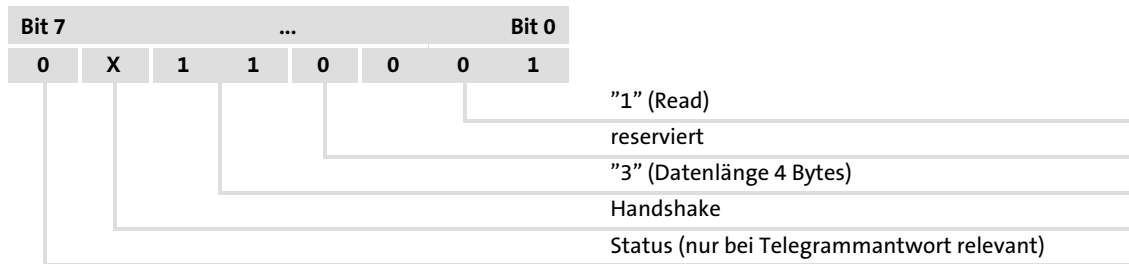 Bit 7 ... Bit 0
0 X 1 1 0 0 0 1
”1” (Read)
reserviert
”3” (Datenlänge 4 Bytes)
Handshake
Status (nur bei Telegrammantwort relevant)